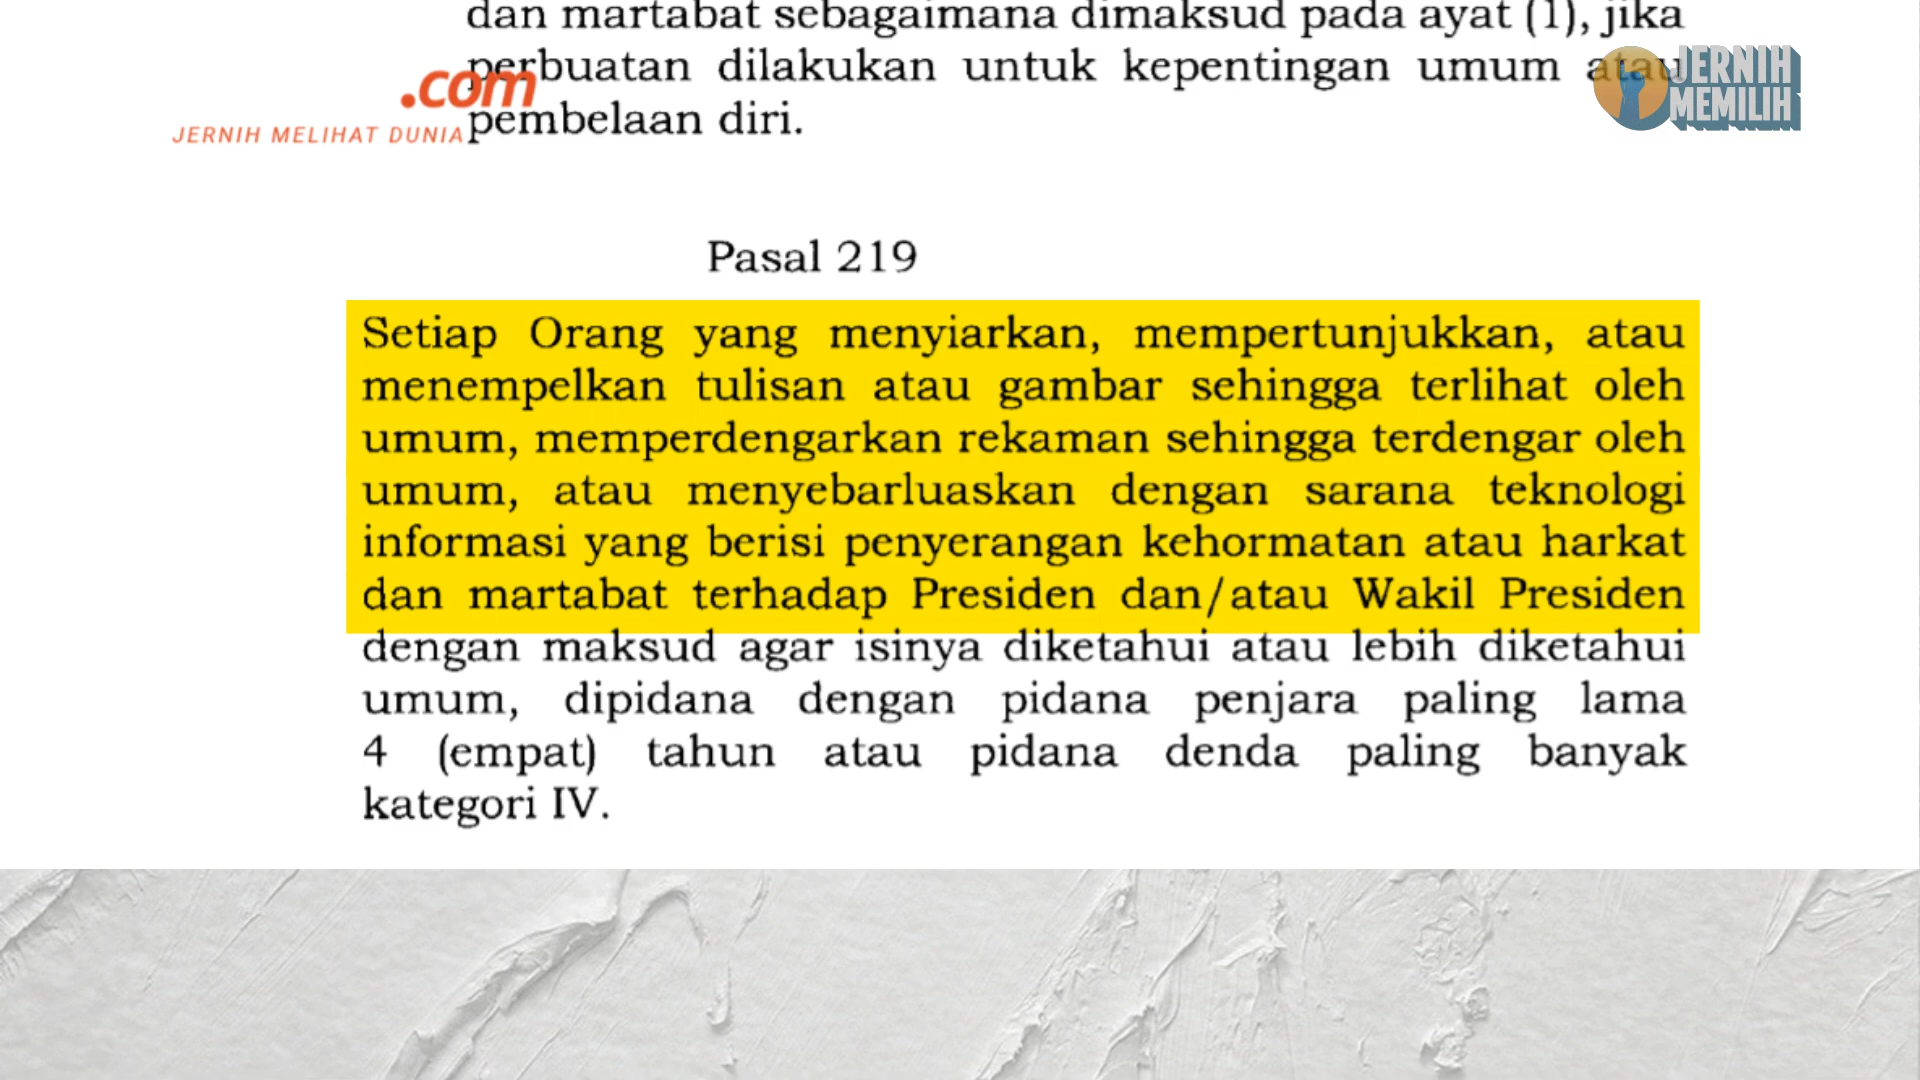 dan martabat sebagaimana dimaksud pada ayat (1), jika
perbuatan dilakukan untuk kepentingan umum atau
pembelaan diri.
.com
JERNIH MELIHAT DUNIA
JERNIH
MEMILIH
Pasal 219
Setiap Orang yang menyiarkan, mempertunjukkan, atau
menempelkan tulisan atau gambar sehingga terlihat oleh
umum, memperdengarkan rekaman sehingga terdengar oleh
umum, atau menyebarluaskan dengan sarana teknologi
informasi yang berisi penyerangan kehormatan atau harkat
dan martabat terhadap Presiden dan/atau Wakil Presiden
dengan maksud agar isinya diketahui atau lebih diketahui
umum, dipidana dengan pidana penjara paling lama
4 (empat) tahun atau pidana denda paling banyak
kategori IV.